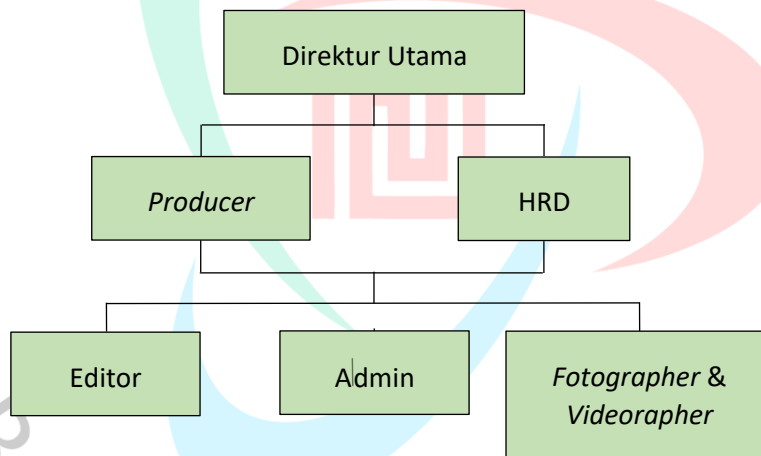 Direktur Utama
Producer
HRD
Editor
Admin
Fotographer &
Videorapher